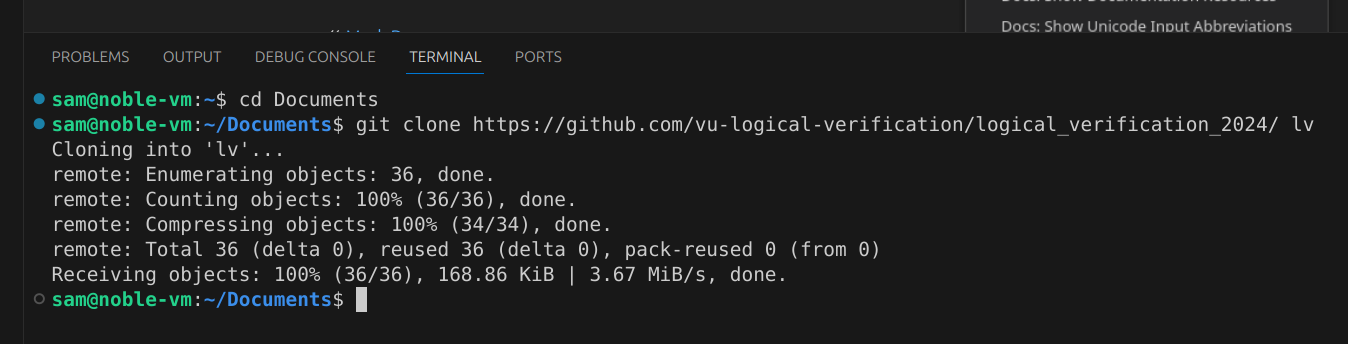 Docs: Show Documentation Resources
Docs: Show Unicode Input Abbreviations
PROBLEMS OUTPUT DEBUG CONSOLE TERMINAL PORTS
sam@noble-vm:~$ cd Documents
sam@noble-vm:~/Documents$ git clone https://github.com/vu-logical-verification/logical_verification_2024/ lv
Cloning into 'lv'...
remote: Enumerating objects: 36, done.
remote: Counting objects: 100% (36/36), done.
remote: Compressing objects: 100% (34/34), done.
remote: Total 36 (delta 0), reused 36 (delta 0), pack-reused 0 (from 0)
Receiving objects: 100% (36/36), 168.86 KiB | 3.67 MiB/s, done.
sam@noble-vm:~/Documents$